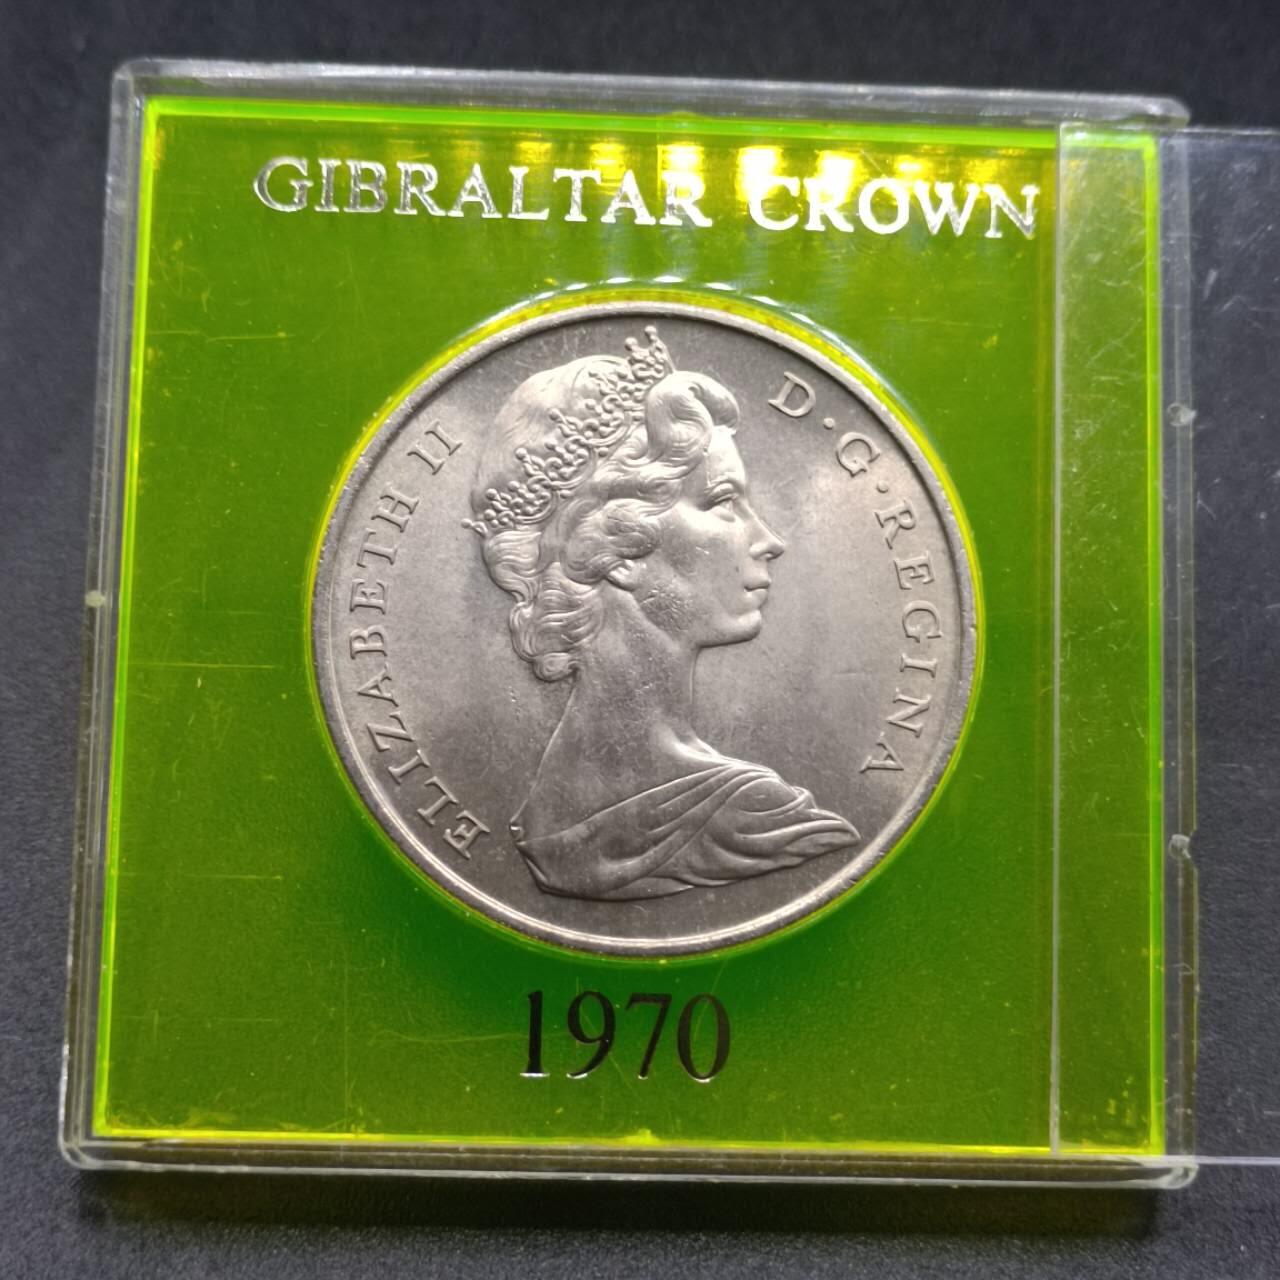 GIBRALTAR CROWN
ELIZABETH II
D·G·REGINA
1970